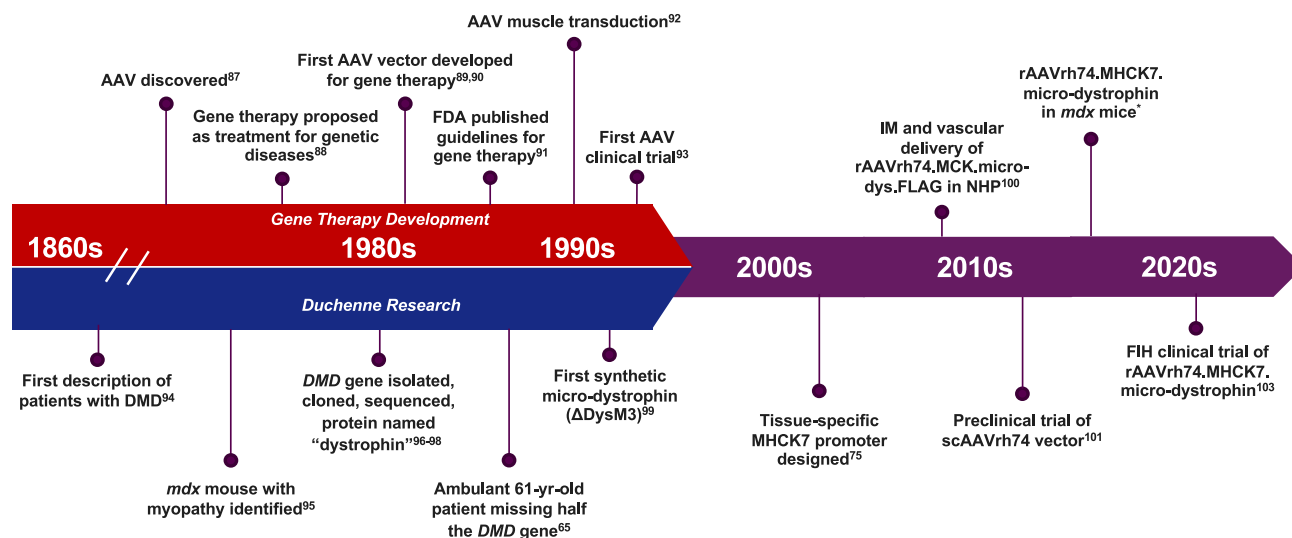 AAV muscle transduction92
AAV discovered87
First AAV vector developed
for gene therapy89,90
Gene therapy proposed
as treatment for genetic
diseases88
FDA published
guidelines for
gene therapy91
First AAV
clinical trial93
IM and vascular
delivery of
rAAVrh74.MCK.micro-
dys.FLAG in NHP100
rAAVrh74.MHCK7.
micro-dystrophin
in mdx mice*
Gene Therapy Development
1860s
1980s
1990s
2000s
2010s
2020s
Duchenne Research
First description of
patients with DMD94
mdx mouse with
myopathy identified95
DMD gene isolated,
cloned, sequenced,
protein named
“dystrophin”96-98
Ambulant 61-yr-old
patient missing half
the DMD gene65
First synthetic
micro-dystrophin
(ΔDysM3)99
Tissue-specific
MHCK7 promoter
designed75
Preclinical trial of
scAAVrh74 vector101
FIH clinical trial of
rAAVrh74.MHCK7.
micro-dystrophin103